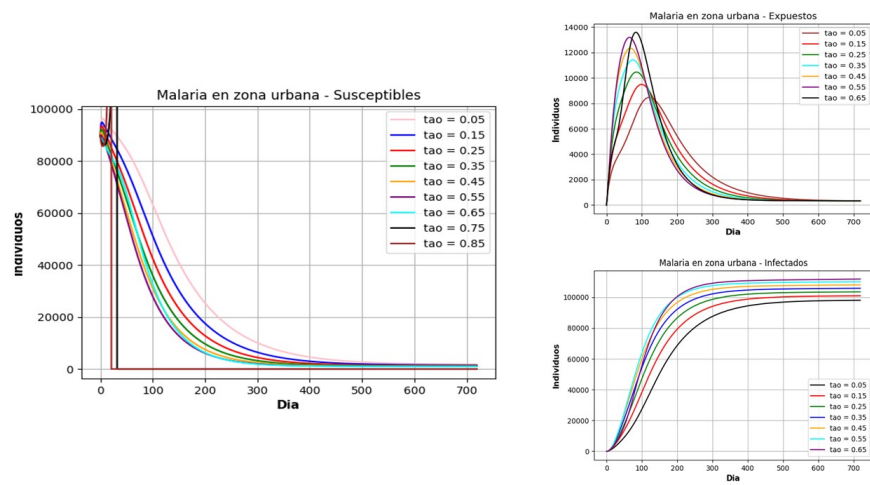 Malaria en zona urbana - Susceptibles
100000
80000
60000
40000
20000
0
Individuos
tao = 0.05
tao = 0.15
tao = 0.25
tao = 0.35
tao = 0.45
tao = 0.55
tao = 0.65
tao = 0.75
tao = 0.85
0 100 200 300 400 500 600 700
Dia
Malaria en zona urbana - Expuestos
14000
12000
10000
8000
6000
4000
2000
0
Individuos
tao = 0.05
tao = 0.15
tao = 0.25
tao = 0.35
tao = 0.45
tao = 0.55
tao = 0.65
0 100 200 300 400 500 600 700
Dia
Malaria en zona urbana - Infectados
100000
80000
60000
40000
20000
0
Individuos
tao = 0.05
tao = 0.15
tao = 0.25
tao = 0.35
tao = 0.45
tao = 0.55
tao = 0.65
0 100 200 300 400 500 600 700
Dia